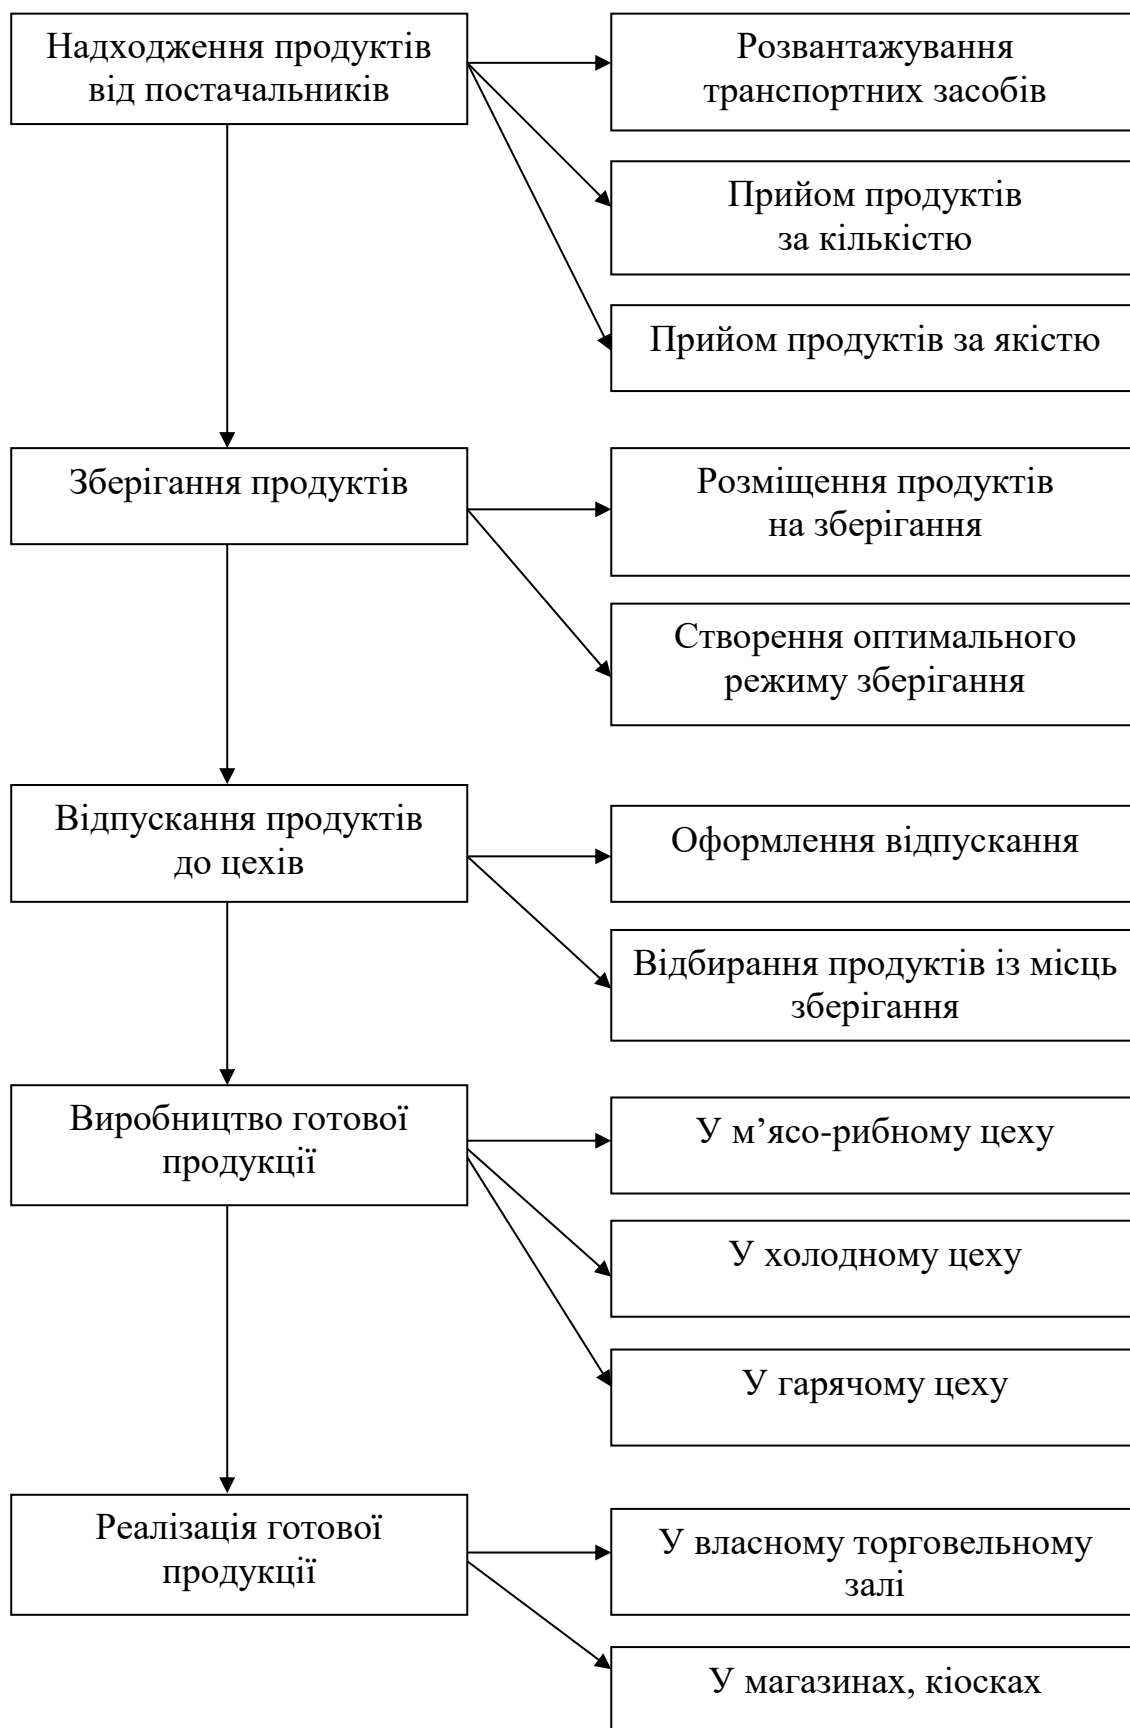 Надходження продуктів
від постачальників
Розвантажування
транспортних засобів
Прийом продуктів
за кількістю
Прийом продуктів за якістю
Зберігання продуктів
Розміщення продуктів
на зберігання
Створення оптимального
режиму зберігання
Відпускання продуктів
до цехів
Оформлення відпускання
Відбирання продуктів із місць
зберігання
Виробництво готової
продукції
У м’ясо-рибному цеху
У холодному цеху
У гарячому цеху
Реалізація готової
продукції
У власному торговельному
залі
У магазинах, кіосках